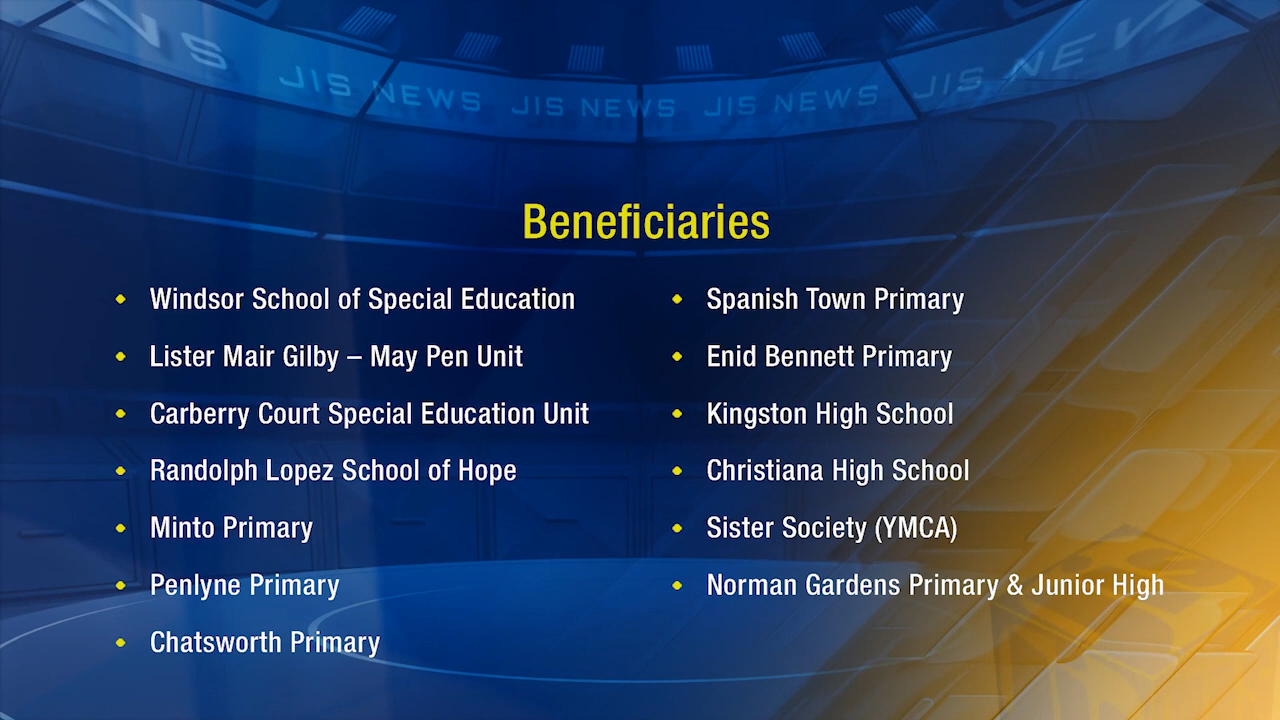 NS
JIS NEWS
JIS NEWS
JIS NEWS
JIS NEW
Beneficiaries
Windsor School of Special Education
Lister Mair Gilby – May Pen Unit
Carberry Court Special Education Unit
Randolph Lopez School of Hope
Minto Primary
Penlyne Primary
Chatsworth Primary
Spanish Town Primary
Enid Bennett Primary
Kingston High School
Christiana High School
Sister Society (YMCA)
Norman Gardens Primary & Junior High